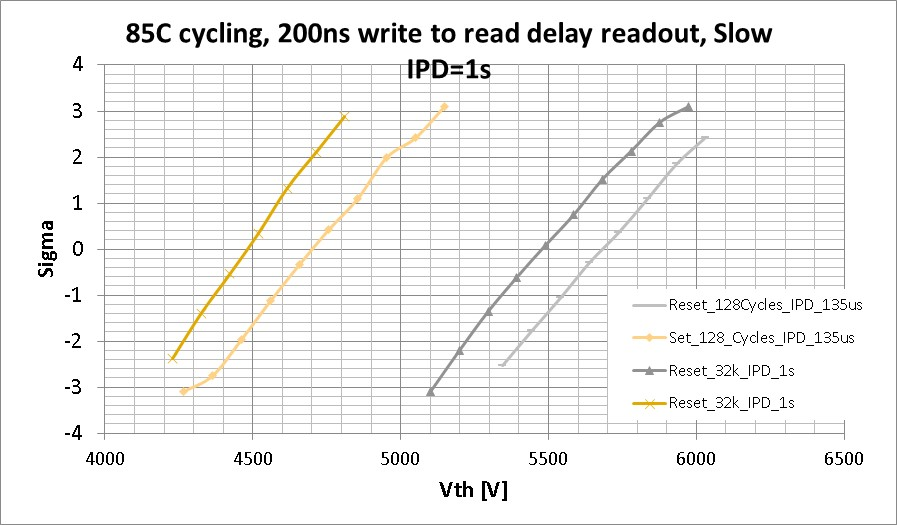 85C cycling, 200ns write to read delay readout, Slow
IPD=1s
4
3
2
1
0
-1
-2
-3
-4
Sigma
4000 4500 5000 5500 6000 6500
Vth [V]
Reset_128Cycles_IPD_135us
Set_128_Cycles_IPD_135us
Reset_32k_IPD_1s
Reset_32k_IPD_1s